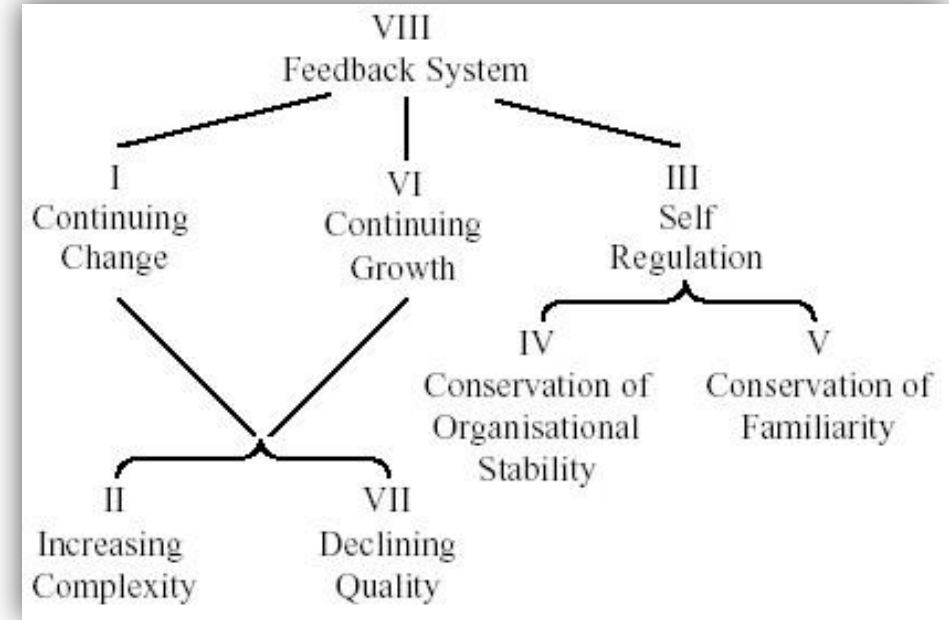 VIII
Feedback System
I
Continuing
Change
VI
Continuing
Growth
III
Self
Regulation
IV
Conservation of
Organisational
Stability
V
Conservation of
Familiarity
II
Increasing
Complexity
VII
Declining
Quality